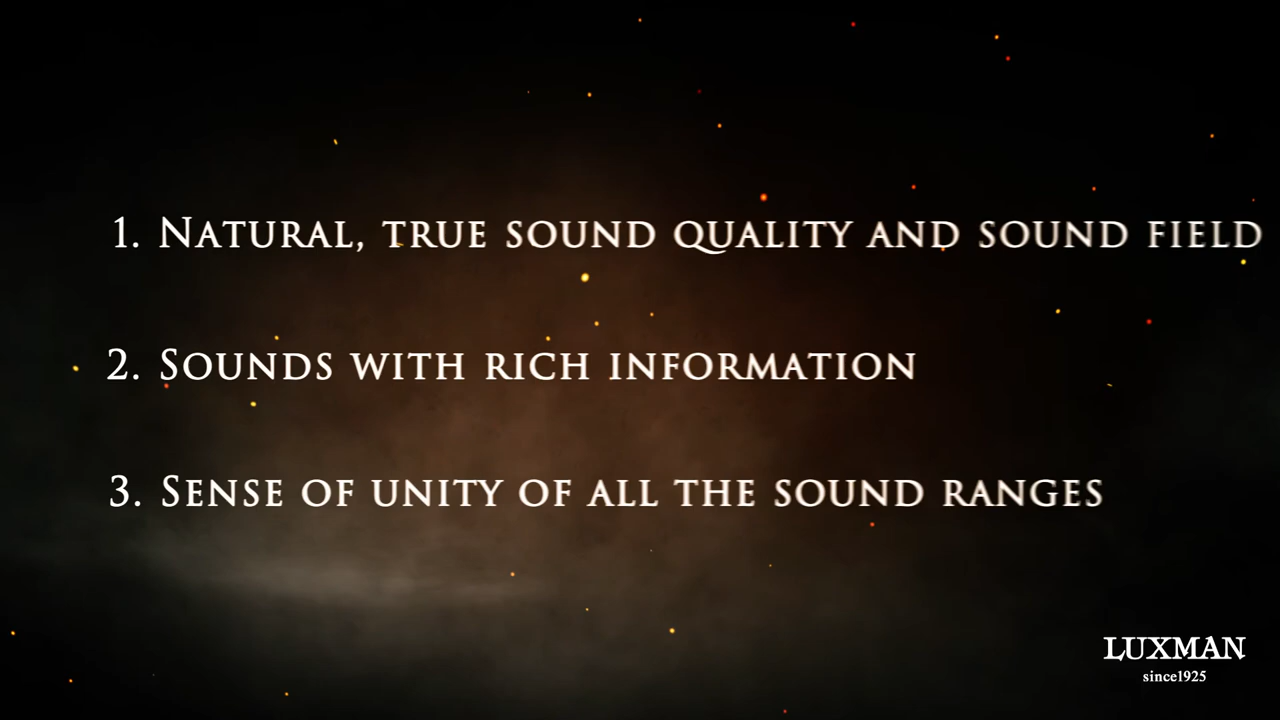 1. Natural, true sound quality and sound field
2. Sounds with rich information
3. Sense of unity of all the sound ranges
LUXMAN
since1925